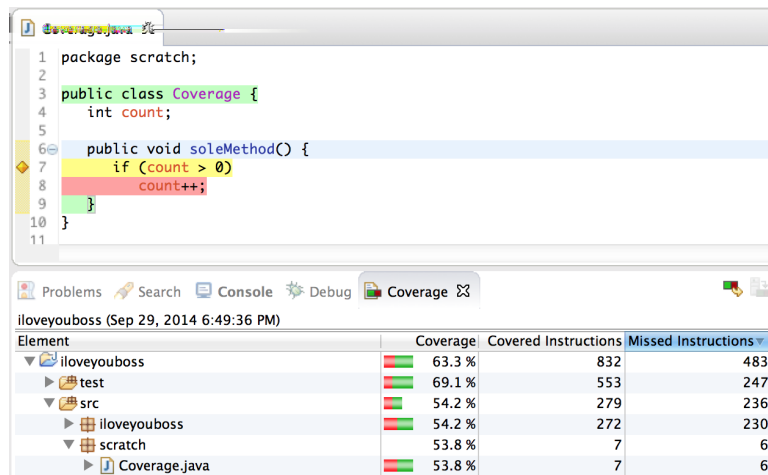 Coverage.java
1 package scratch;
2
3 public class Coverage {
4 int count;
5
6 public void soleMethod() {
7 if (count > 0)
8 count++;
9 }
10 }
11
Problems Search Console Debug Coverage
iloveyouboss (Sep 29, 2014 6:49:36 PM)
Element Coverage Covered Instructions Missed Instructions
iloveyouboss 63.3 % 832 483
test 69.1 % 553 247
src 54.2 % 279 236
iloveyouboss 54.2 % 272 230
scratch 53.8 % 7 6
Coverage.java 53.8 % 7 6